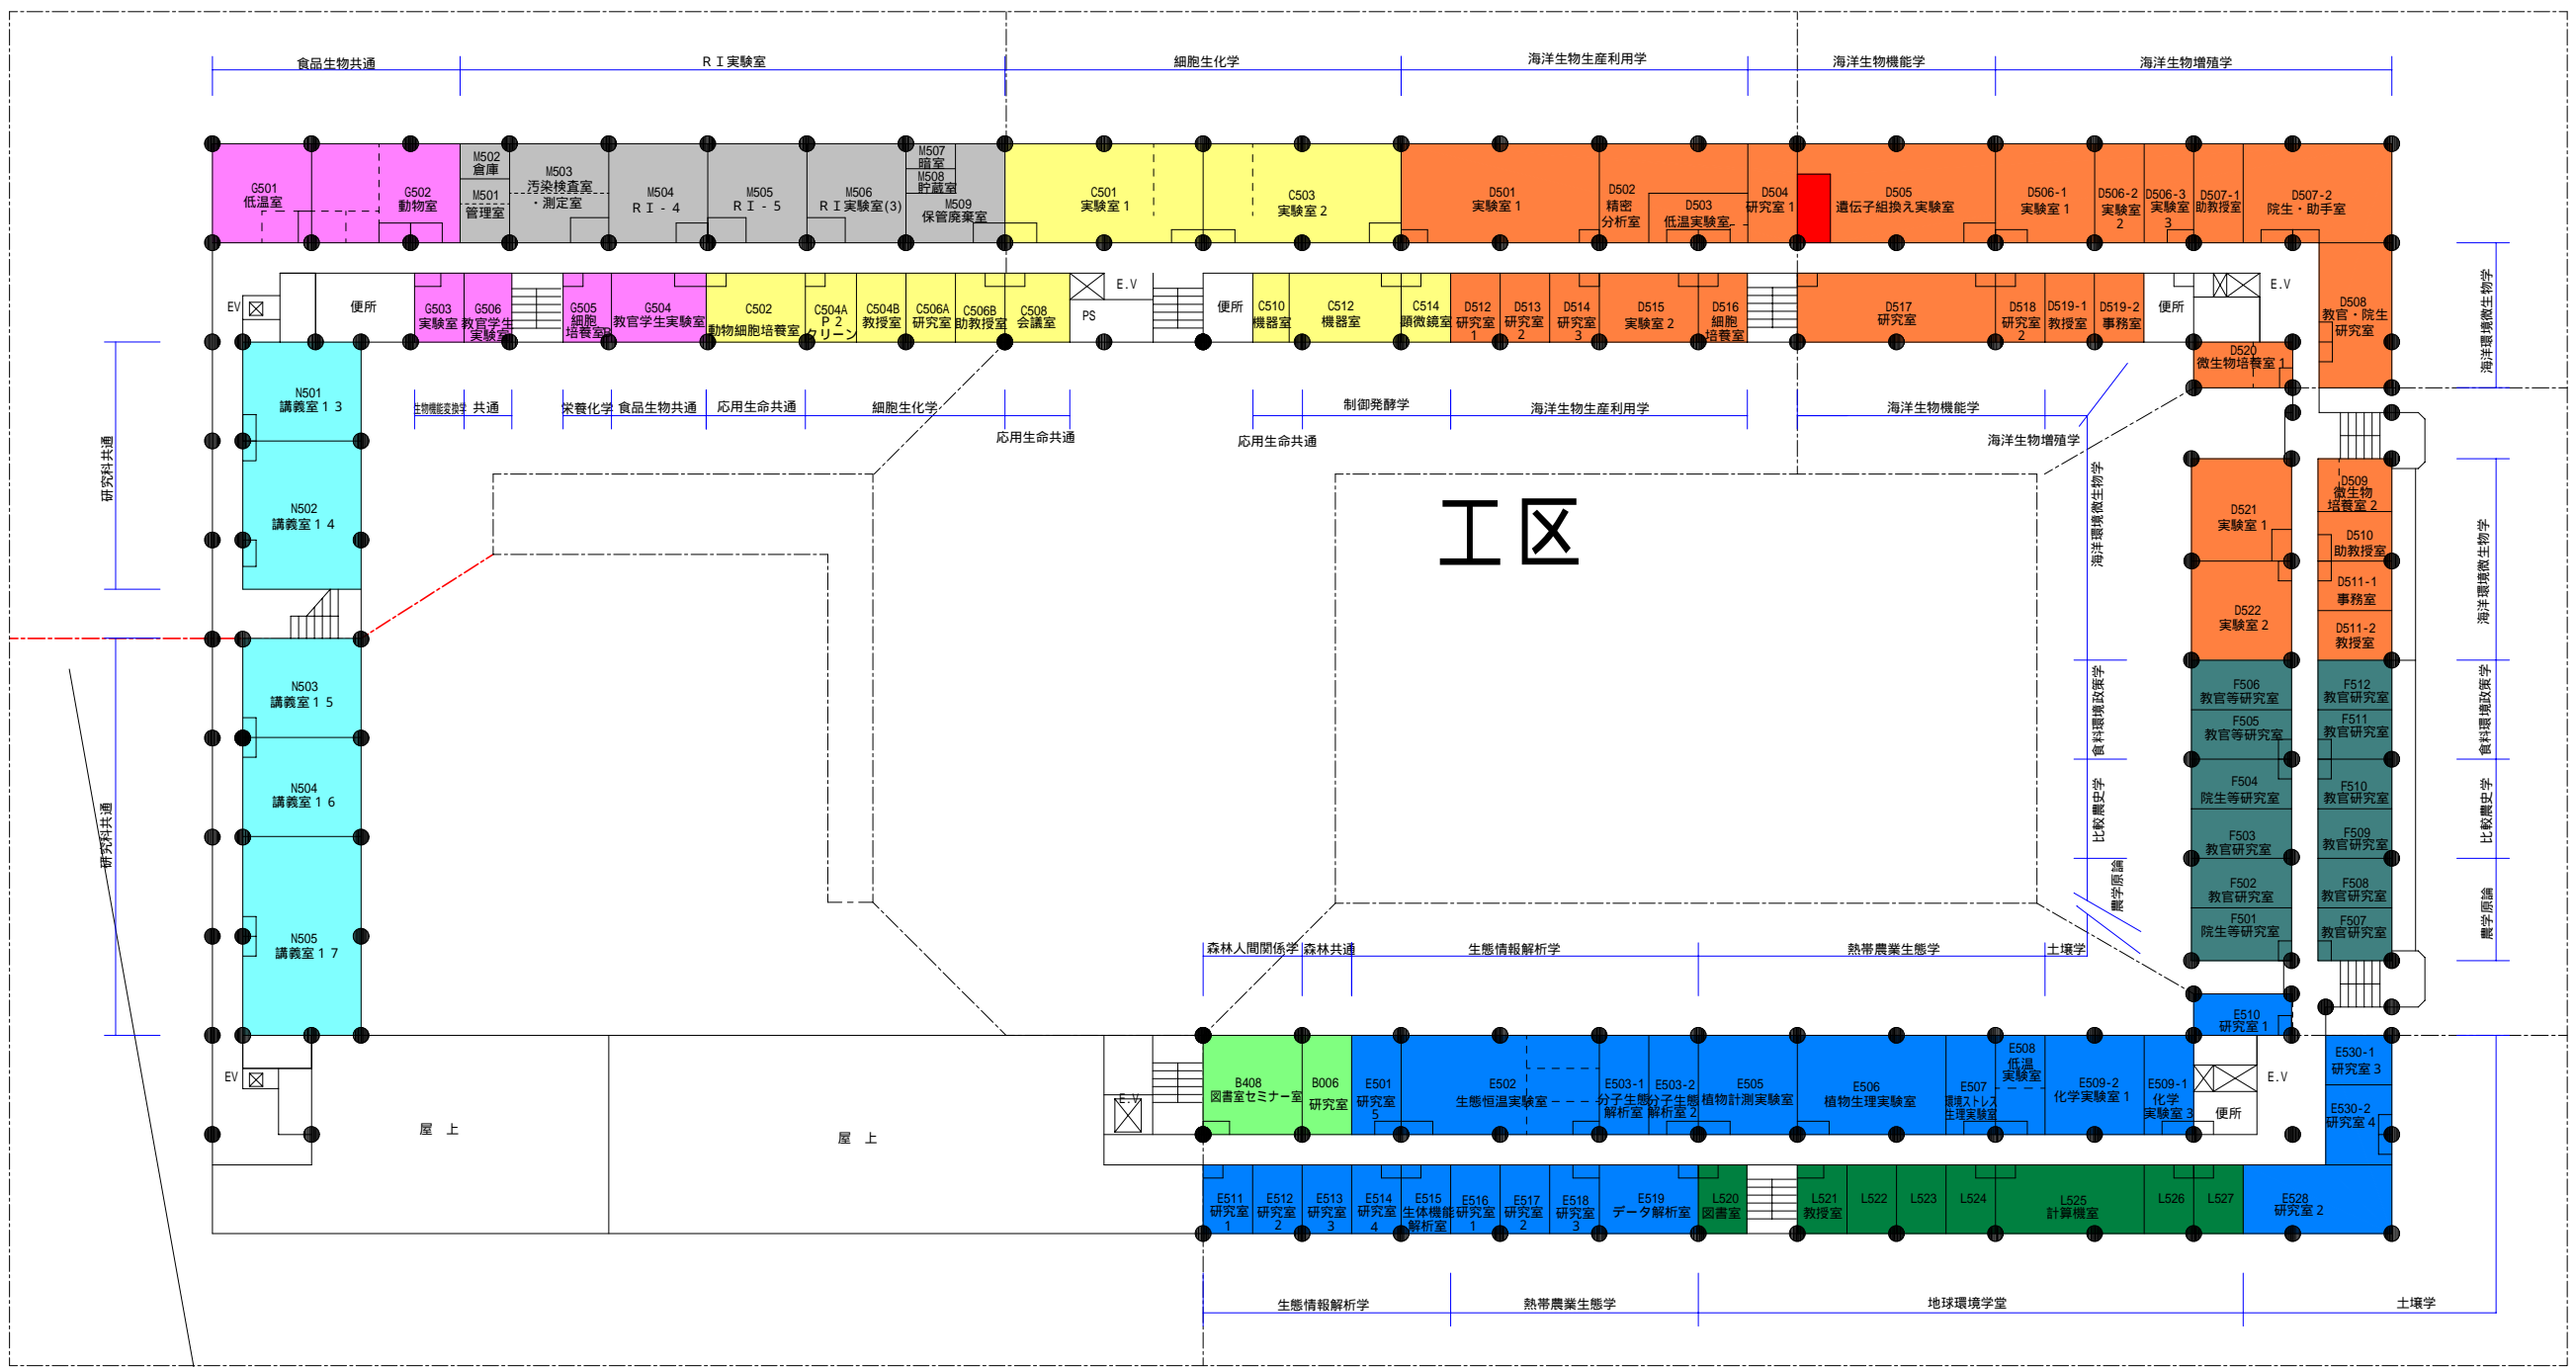 食品生物共通
ＲＩ実験室
細胞生化学
海洋生物生産利用学
海洋生物機能学
海洋生物増殖学
G501
低温室
G502
動物室
M502
倉庫
M501
管理室
M503
汚染検査室
・測定室
M504
ＲＩ-４
M505
ＲＩ-５
M506
ＲＩ実験室(3)
M507
暗室
M508
貯蔵室
M509
保管廃棄室
C501
実験室１
C503
実験室２
D501
実験室１
D502
精密
分析室
D503
低温実験室
D504
研究室１
D505
遺伝子組換え実験室
D506-1
実験室１
D506-2
実験室
2
D506-3
実験室
3
D507-1
助教授室
D507-2
院生・助手室
EV
便所
G503
実験室
G506
教官学生
実験室
G505
細胞
培養室
G504
教官学生実験室
C502
動物細胞培養室
C504A
Ｐ２
クリーン
C504B
教授室
C506A
研究室
C506B
助教授室
C508
会議室
E.V
PS
便所
C510
機器室
C512
機器室
C514
顕微鏡室
D512
研究室
1
D513
研究室
2
D514
研究室
3
D515
実験室２
D516
細胞
培養室
D517
研究室
D518
研究室
2
D519-1
教授室
D519-2
事務室
便所
E.V
D508
教官・院生
研究室
D520
微生物培養室１
海洋環境微生物学
生物機能変換学
共通
栄養化学
食品生物共通
応用生命共通
細胞生化学
応用生命共通
応用生命共通
制御発酵学
海洋生物生産利用学
海洋生物機能学
海洋生物増殖学
研究科共通
N501
講義室１３
N502
講義室１４
工区
海洋環境微生物学
D521
実験室１
D522
実験室２
D509
微生物
培養室２
D510
助教授室
D511-1
事務室
D511-2
教授室
海洋環境微生物学
研究科共通
N503
講義室１５
N504
講義室１６
N505
講義室１７
食料環境政策学
比較農史学
農学原論
F506
教官等研究室
F505
教官等研究室
F504
院生等研究室
F503
教官研究室
F502
教官研究室
F501
院生等研究室
F512
教官研究室
F511
教官研究室
F510
教官研究室
F509
教官研究室
F508
教官研究室
F507
教官研究室
食料環境政策学
比較農史学
農学原論
森林人間関係学
森林共通
生態情報解析学
熱帯農業生態学
土壌学
E510
研究室１
EV
屋　上
屋　上
E.V
B408
図書室セミナー室
B006
研究室
E501
研究室
5
E502
生態恒温実験室
E503-1
分子生態
解析室
E503-2
分子生態
解析室２
E505
植物計測実験室
E506
植物生理実験室
E507
環境ストレス
生理実験室
E508
低温
実験室
E509-2
化学実験室１
E509-1
化学
実験室３
便所
E.V
E530-1
研究室３
E530-2
研究室４
E511
研究室
1
E512
研究室
2
E513
研究室
3
E514
研究室
4
E515
生体機能
解析室
E516
研究室
1
E517
研究室
2
E518
研究室
3
E519
データ解析室
L520
図書室
L521
教授室
L522
L523
L524
L525
計算機室
L526
L527
E528
研究室２
生態情報解析学
熱帯農業生態学
地球環境学堂
土壌学